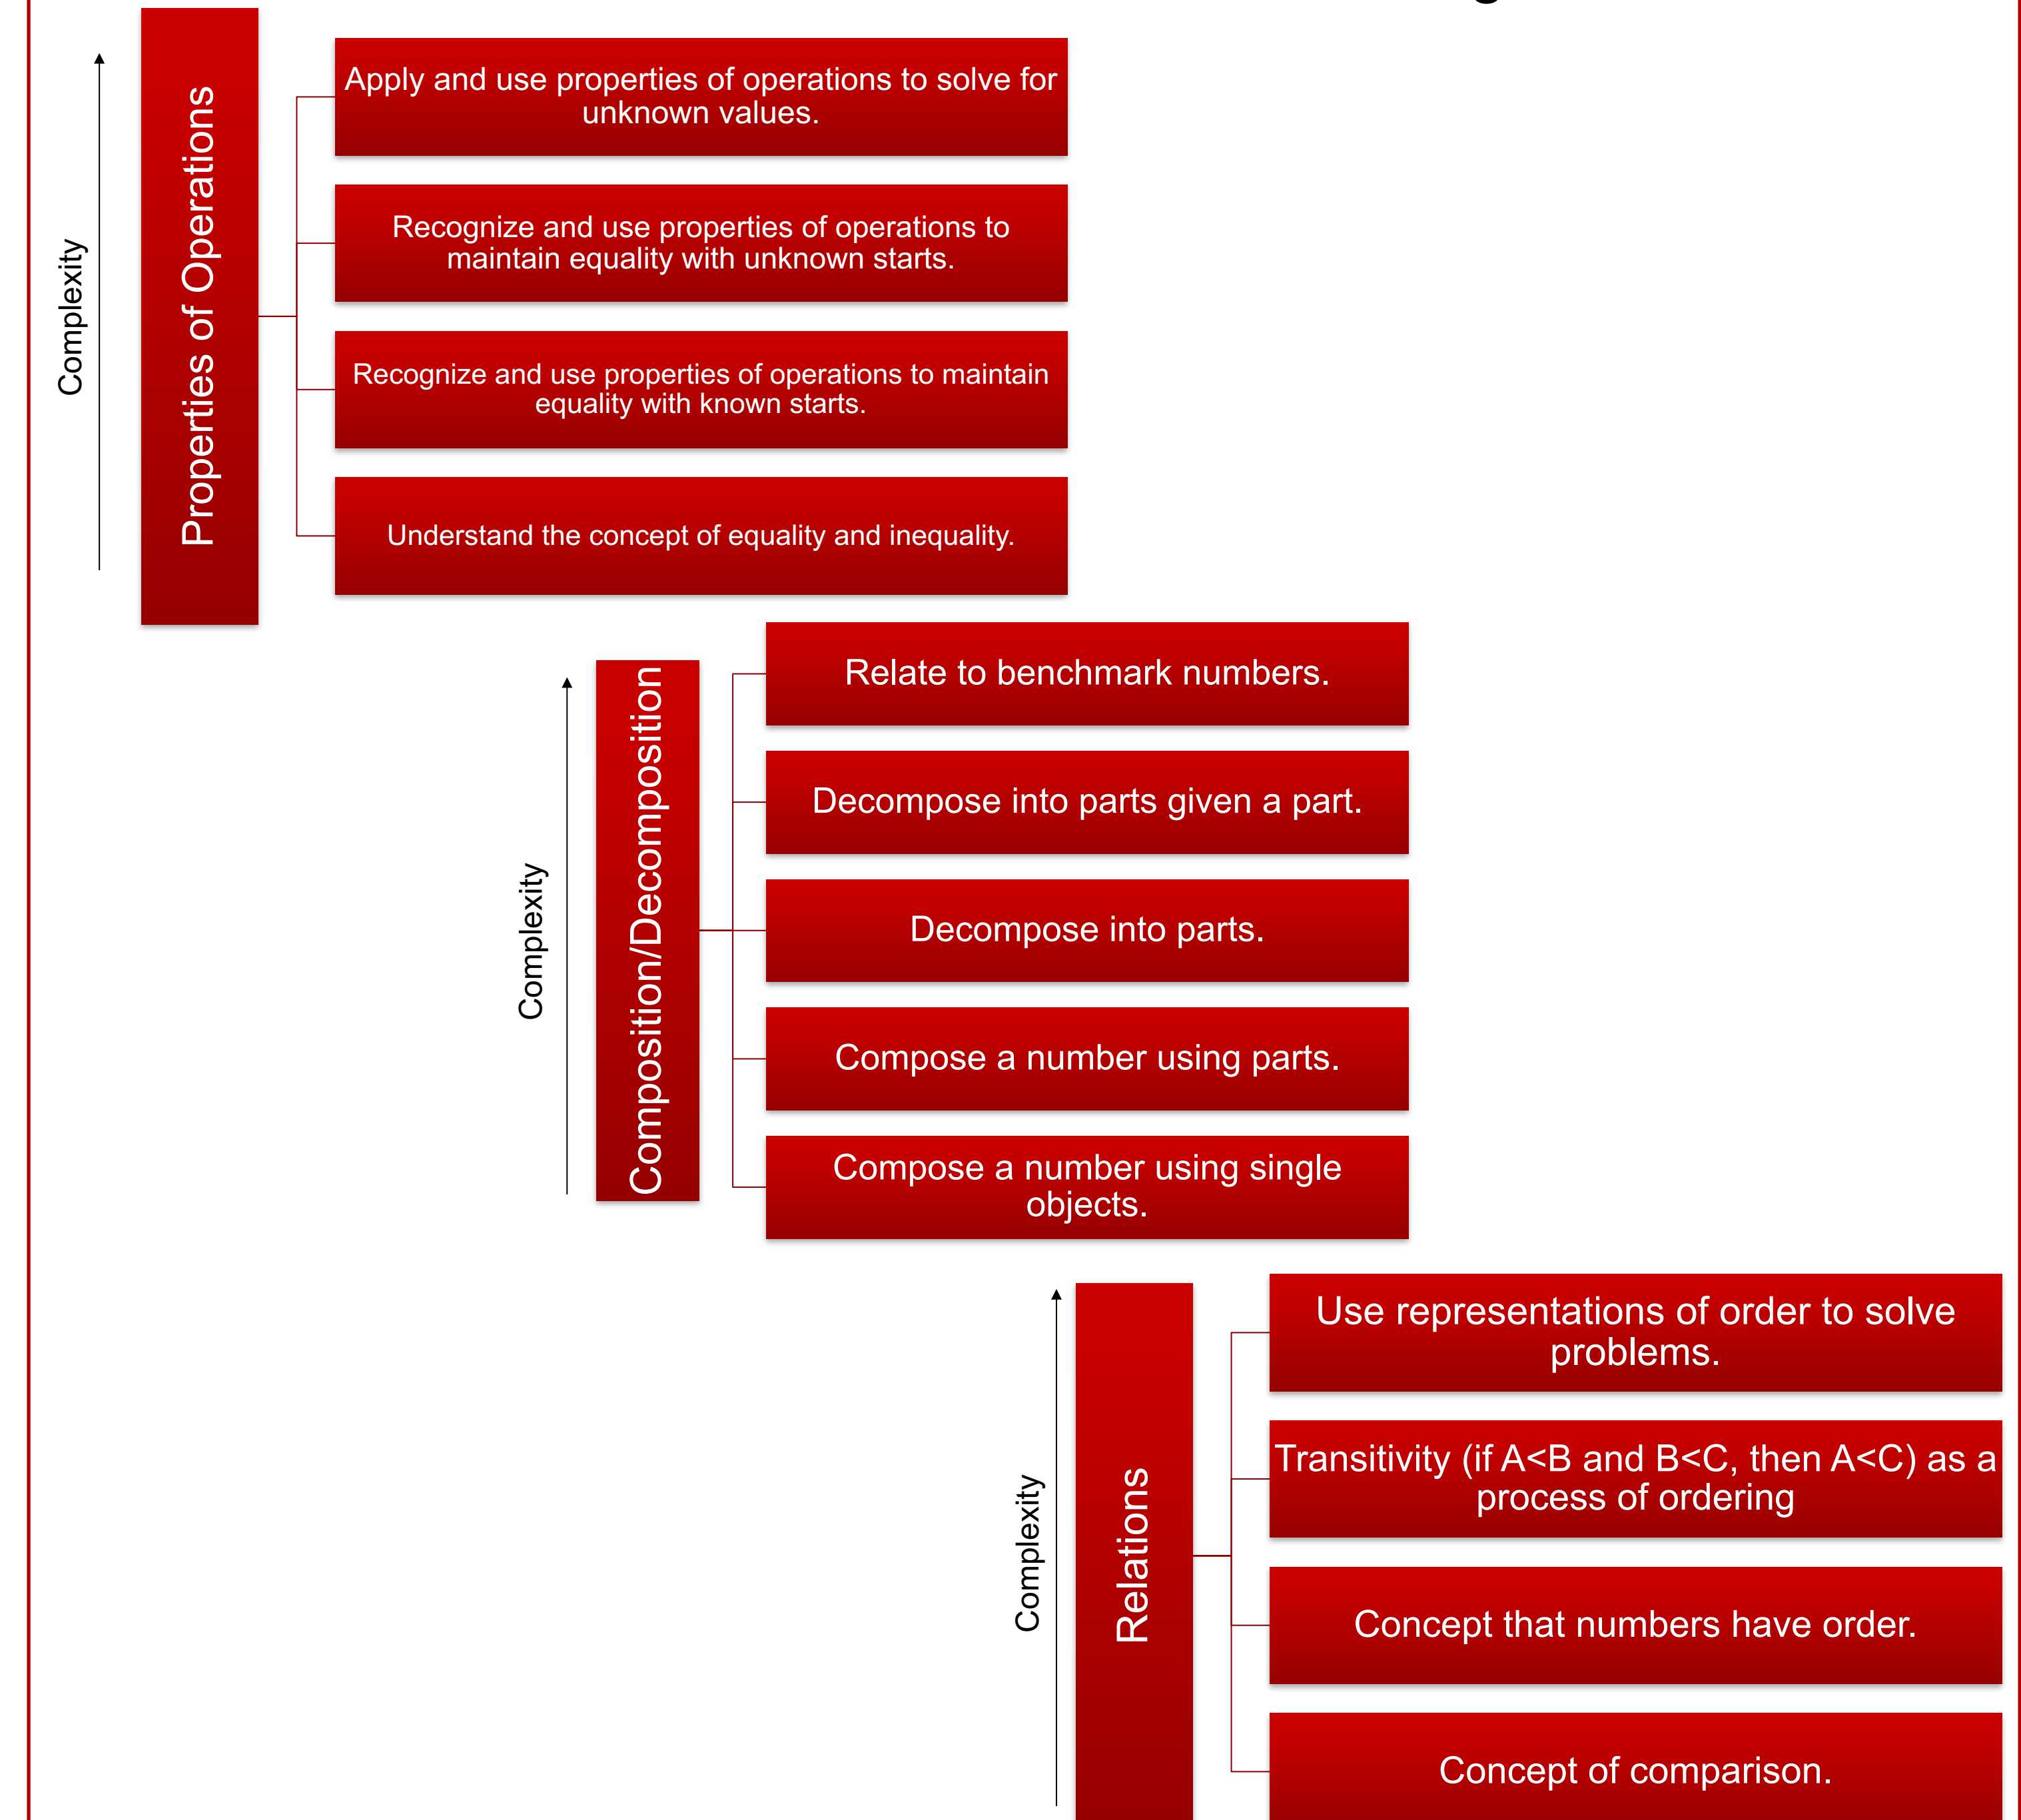 Complexity
Properties of Operations
Apply and use properties of operations to solve for
unknown values.
Recognize and use properties of operations to
maintain equality with unknown starts.
Recognize and use properties of operations to maintain
equality with known starts.
Understand the concept of equality and inequality.
Complexity
Composition/Decomposition
Relate to benchmark numbers.
Decompose into parts given a part.
Decompose into parts.
Compose a number using parts.
Compose a number using single
objects.
Complexity
Relations
Use representations of order to solve
problems.
Transitivity (if A<B and B<C, then A<C) as a
process of ordering
Concept that numbers have order.
Concept of comparison.